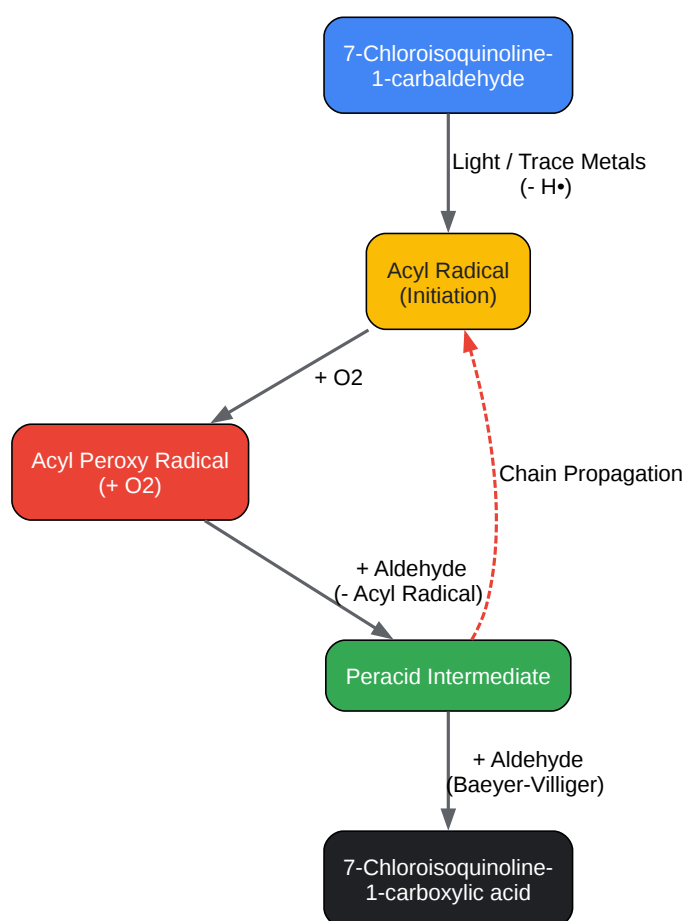 7-Chloroisoquinoline-
1-carbaldehyde
Light / Trace Metals
(- H•)
Acyl Radical
(Initiation)
+ O2
Acyl Peroxy Radical
(+ O2)
Chain Propagation
+ Aldehyde
(- Acyl Radical)
Peracid Intermediate
+ Aldehyde
(Baeyer-Villiger)
7-Chloroisoquinoline-
1-carboxylic acid